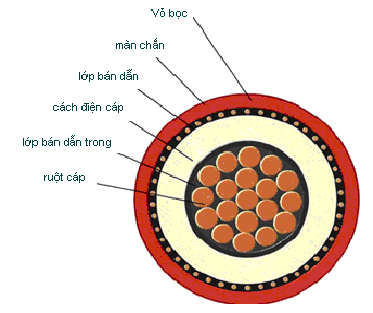 Vỏ bọc
màn chắn
lớp bán dẫn
cách điện cáp
lớp bán dẫn trong
ruột cáp